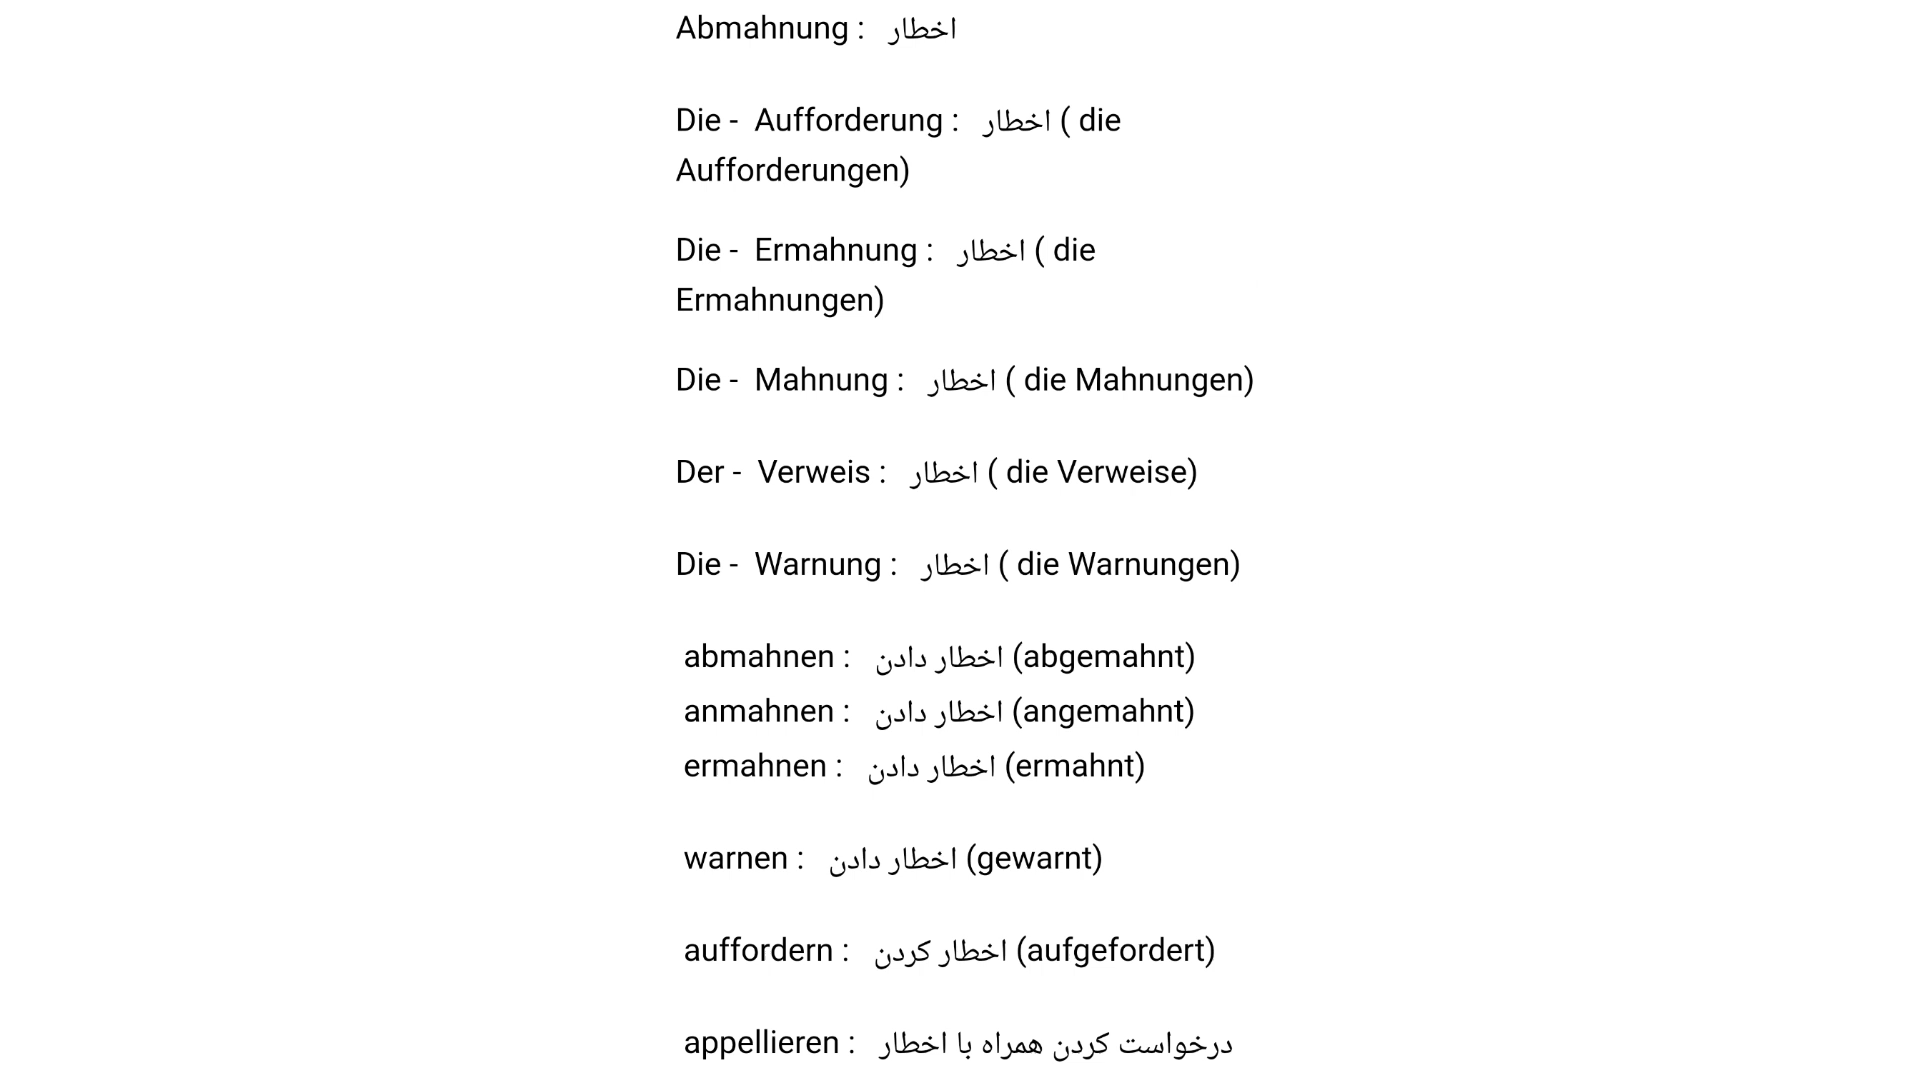 Abmahnung : اخطار
Die - Aufforderung : اخطار ( die
Aufforderungen)
Die - Ermahnung : اخطار ( die
Ermahnungen)
Die - Mahnung : اخطار ( die Mahnungen)
Der - Verweis : اخطار ( die Verweise)
Die - Warnung : اخطار ( die Warnungen)
abmahnen : اخطار دادن (abgemahnt)
anmahnen : اخطار دادن (angemahnt)
ermahnen : اخطار دادن (ermahnt)
warnen : اخطار دادن (gewarnt)
auffordern : اخطار کردن (aufgefordert)
appellieren : درخواست کردن همراه با اخطار